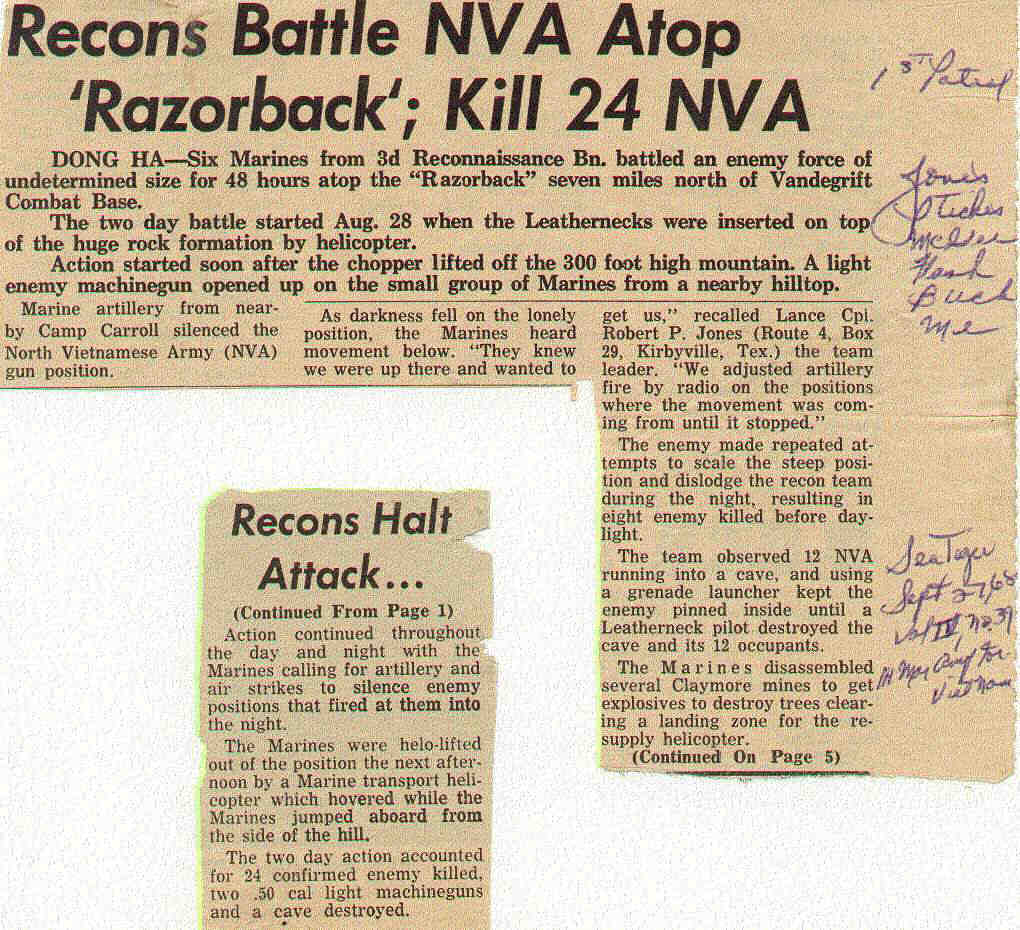 Recons Battle NVA Atop
'Razorback'; Kill 24 NVA
DONG HA—Six Marines from 3d Reconnaissance Bn. battled an enemy force of
undetermined size for 48 hours atop the "Razorback" seven miles north of Vandegrift
Combat Base.
The two day battle started Aug. 28 when the Leathernecks were inserted on top
of the huge rock formation by helicopter.
Action started soon after the chopper lifted off the 300 foot high mountain. A light
enemy machinegun opened up on the small group of Marines from a nearby hilltop.
Marine artillery from near-
by Camp Carroll silenced the
North Vietnamese Army (NVA)
gun position.
As darkness fell on the lonely
position, the Marines heard
movement below. "They knew
we were up there and wanted to
get us," recalled Lance Cpl.
Robert P. Jones (Route 4, Box
29, Kirbyville, Tex.) the team
leader. "We adjusted artillery
fire by radio on the positions
where the movement was com-
ing from until it stopped."
The enemy made repeated at-
tempts to scale the steep posi-
tion and dislodge the recon team
during the night, resulting in
eight enemy killed before day-
light.
The team observed 12 NVA
running into a cave, and using
a grenade launcher kept the
enemy pinned inside until a
Leatherneck pilot destroyed the
cave and its 12 occupants.
The Marines disassembled
several Claymore mines to get
explosives to destroy trees clear-
ing a landing zone for the re-
supply helicopter.
(Continued On Page 5)
Recons Halt
Attack...
(Continued From Page 1)
Action continued throughout
the day and night with the
Marines calling for artillery and
air strikes to silence enemy
positions that fired at them into
the night.
The Marines were helo-lifted
out of the position the next after-
noon by a Marine transport heli-
copter which hovered while the
Marines jumped aboard from
the side of the hill.
The two day action accounted
for 24 confirmed enemy killed,
two .50 cal light machineguns
and a cave destroyed.
1st Patrol
Jones
Buck
Me
Sea Tiger
Sept 27, 68
Vol IV, No 39
Vietnam